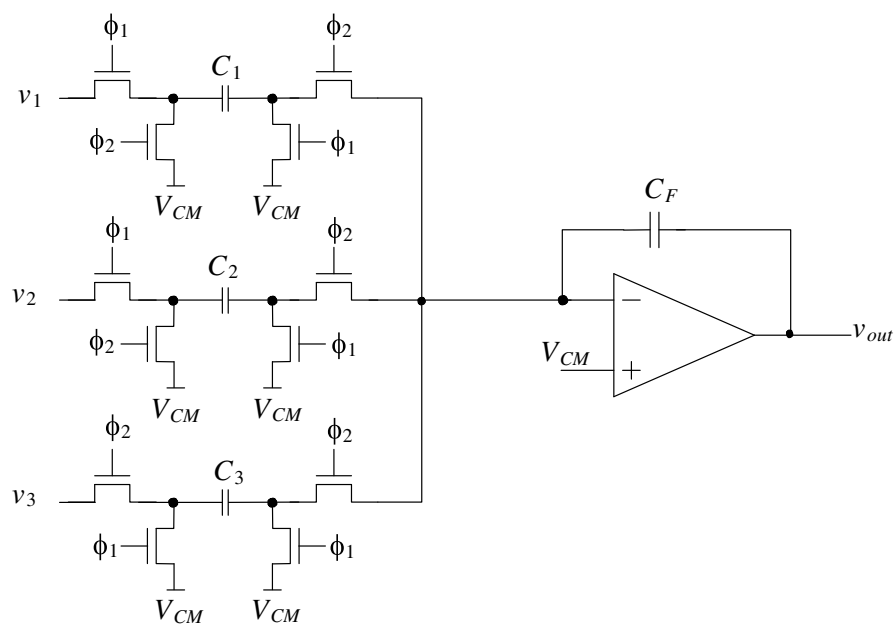 ϕ1 ϕ2
C1
v1
ϕ2 ϕ1
VCM VCM
ϕ1 ϕ2
C2
v2
ϕ2 ϕ1
VCM VCM
ϕ2 ϕ2
C3
v3
ϕ1 ϕ1
VCM VCM
CF
−
vout
VCM +